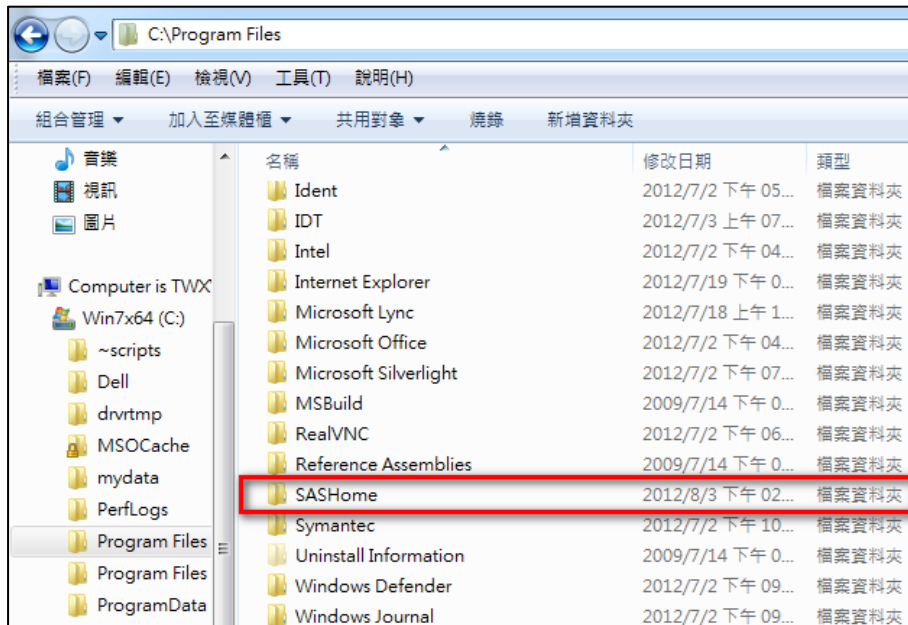 C:\Program Files
檔案(F) 編輯(E) 檢視(V) 工具(T) 說明(H)
組合管理 加入至媒體櫃 共用對象 燒錄 新增資料夾
音樂
視訊
圖片
Computer is TWX
Win7x64 (C:)
~scripts
Dell
drvrtmp
MSOCache
mydata
PerfLogs
Program Files
Program Files
ProgramData
名稱 修改日期 類型
Ident 2012/7/2 下午 05... 檔案資料夾
IDT 2012/7/3 上午 07... 檔案資料夾
Intel 2012/7/2 下午 04... 檔案資料夾
Internet Explorer 2012/7/19 下午 0... 檔案資料夾
Microsoft Lync 2012/7/18 上午 1... 檔案資料夾
Microsoft Office 2012/7/2 下午 04... 檔案資料夾
Microsoft Silverlight 2012/7/2 下午 07... 檔案資料夾
MSBuild 2009/7/14 下午 0... 檔案資料夾
RealVNC 2012/7/2 下午 06... 檔案資料夾
Reference Assemblies 2009/7/14 下午 0... 檔案資料夾
SASHome 2012/8/3 下午 02... 檔案資料夾
Symantec 2012/7/2 下午 10... 檔案資料夾
Uninstall Information 2009/7/14 下午 0... 檔案資料夾
Windows Defender 2012/7/2 下午 09... 檔案資料夾
Windows Journal 2012/7/2 下午 09... 檔案資料夾